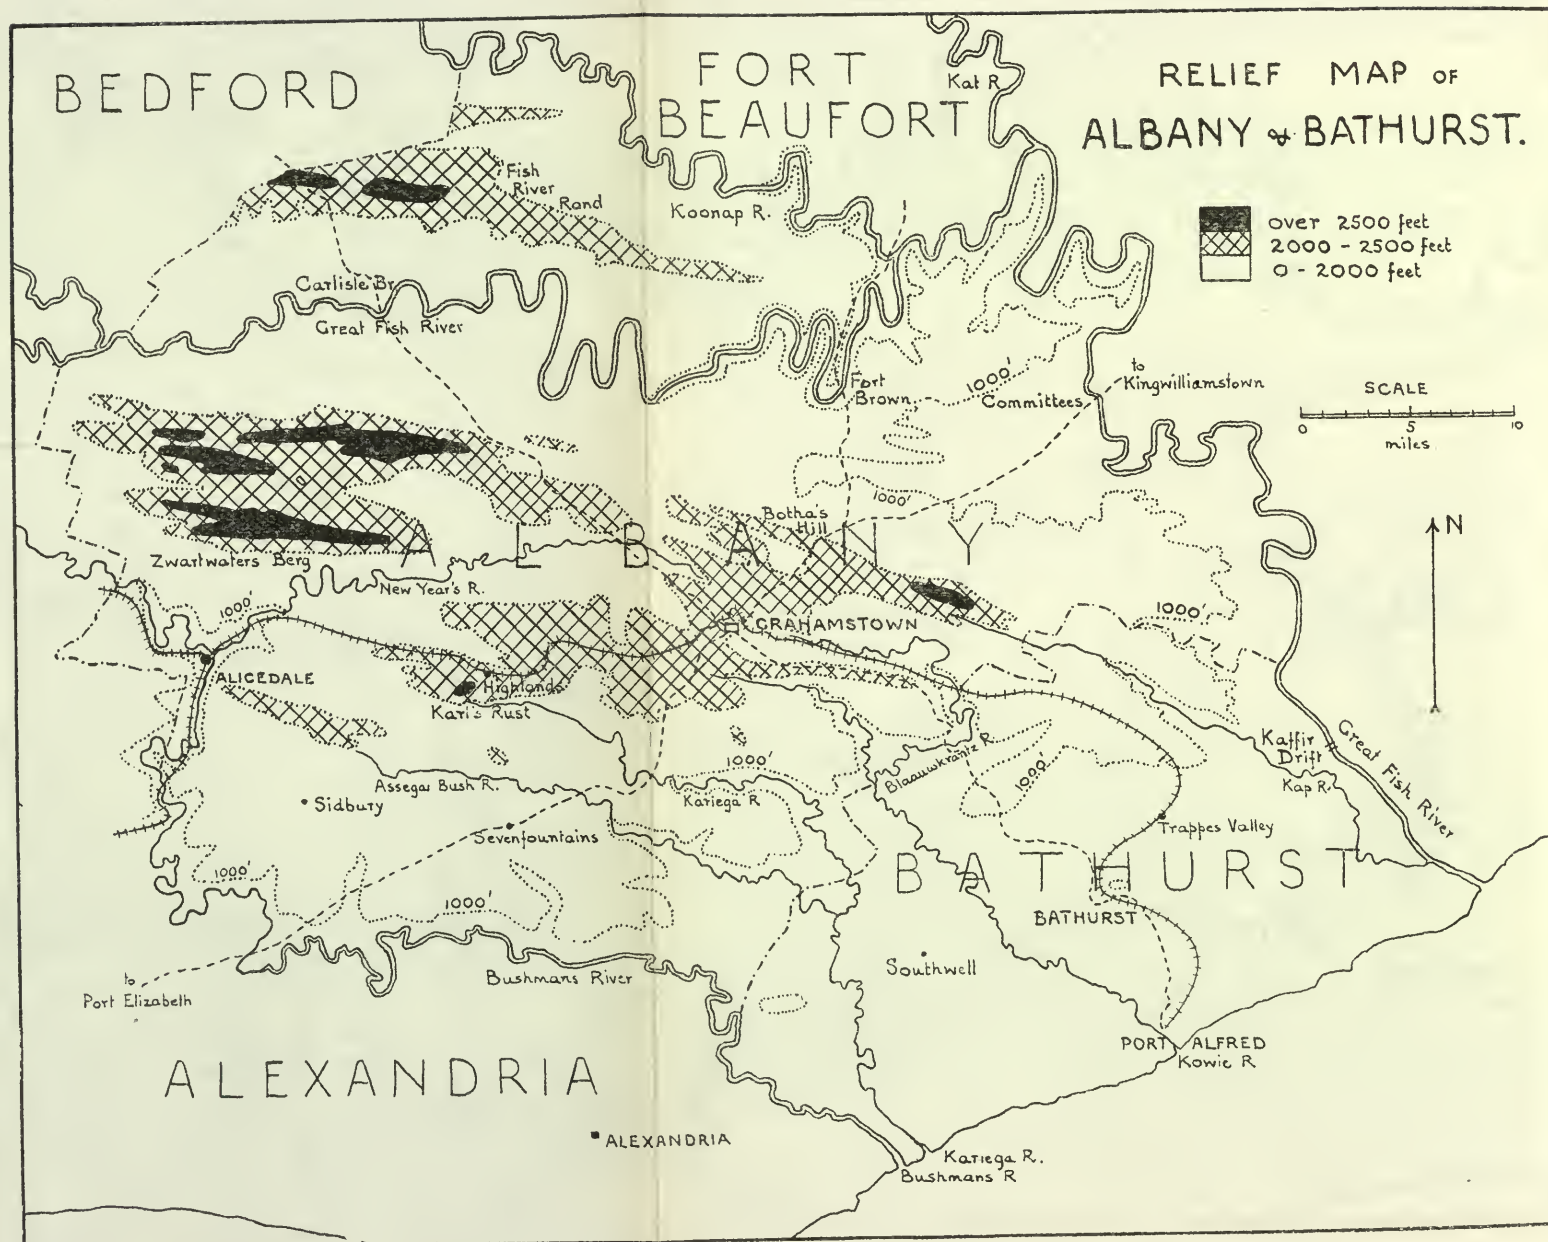 BEDFORD
FORT
BEAUFORT
Kat R.
RELIEF MAP OF
ALBANY & BATHURST.
over 2500 feet
2000 - 2500 feet
0 - 2000 feet
Fish
River
Rand
Koonap R.
Carlisle Br.
Great Fish River
Fort
Brown
1000'
Committees
to
Kingwilliamstown
SCALE
0 5 10
miles
1000'
Botha's
Hill
N
ALBANY
Zwartwaters Berg
New Year's R.
1000'
1000'
GRAHAMSTOWN
ALICEDALE
Highlands
Kari's Rust
Kaffir
Drift
Great Fish River
Kap R.
1000'
Blaauwkrantz R.
1000'
Assegai Bush R.
Kariega R
Sidbury
Sevenfountains
Trappes Valley
BATHURST
1000'
1000'
BATHURST
Southwell
Bushmans River
to
Port Elizabeth
PORT ALFRED
Kowie R
ALEXANDRIA
ALEXANDRIA
Kariega R.
Bushmans R